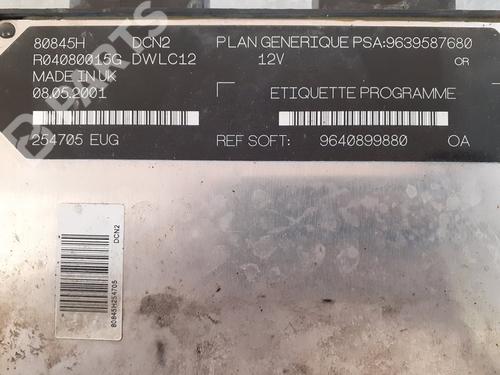 80845H DCN2 PLAN GENERIQUE PSA:9639587680
R04080015G DWLC12 12V OR
MADE IN UK
08.05.2001 ETIQUETTE PROGRAMME
254705 EUG REF SOFT: 9640899880 OA
DCN2
80845H254705
B-PARTS